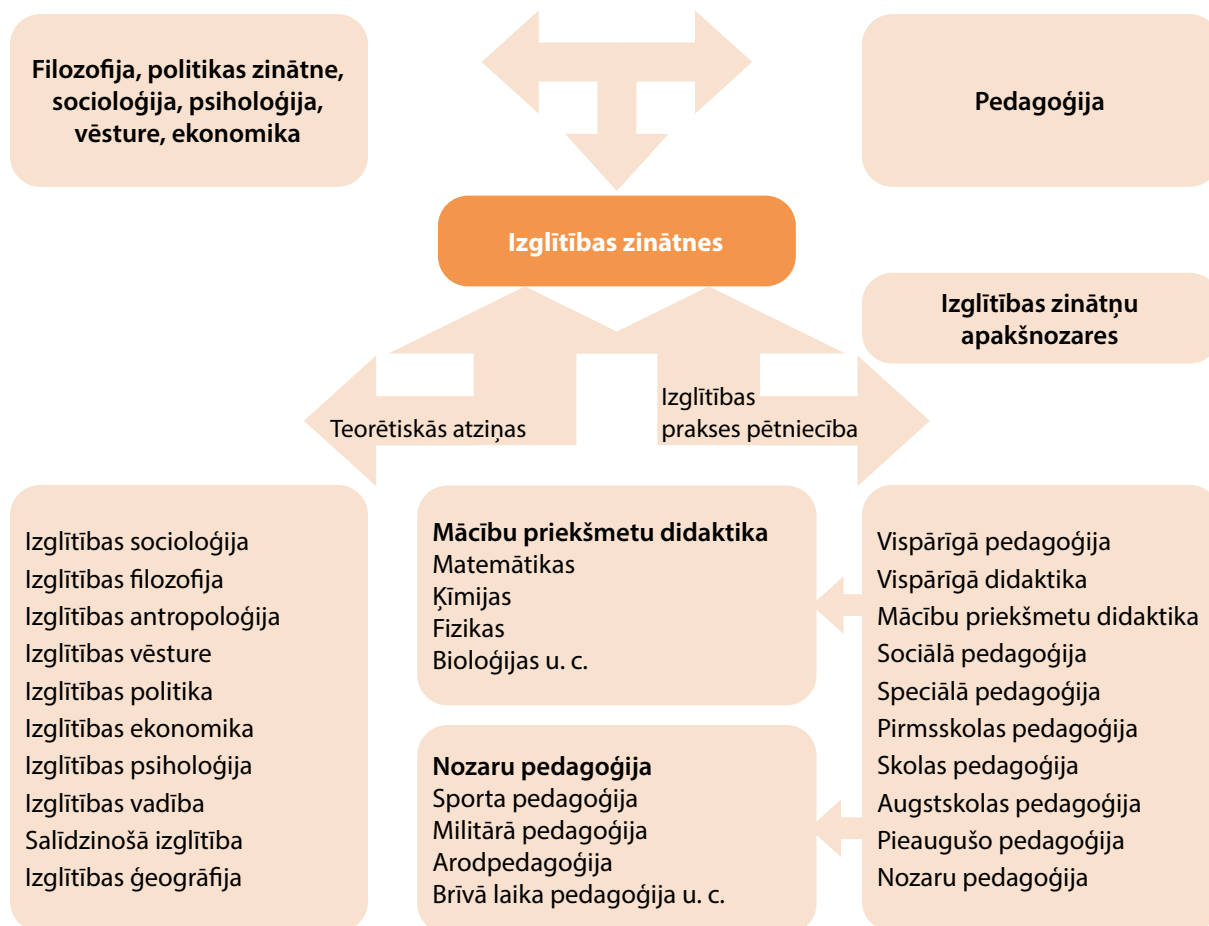 Filozofija, politikas zinātne,
socioloģija, psiholoģija,
vēsture, ekonomika
Pedagoģija
Izglītības zinātnes
Izglītības zinātņu
apakšnozares
Teorētiskās atziņas
Izglītības
prakses pētniecība
Izglītības socioloģija
Izglītības filozofija
Izglītības antropoloģija
Izglītības vēsture
Izglītības politika
Izglītības ekonomika
Izglītības psiholoģija
Izglītības vadība
Salīdzinošā izglītība
Izglītības ģeogrāfija
Mācību priekšmetu didaktika
Matemātikas
Ķīmijas
Fizikas
Bioloģijas u. c.
Nozaru pedagoģija
Sporta pedagoģija
Militārā pedagoģija
Arodpedagoģija
Brīvā laika pedagoģija u. c.
Vispārīgā pedagoģija
Vispārīgā didaktika
Mācību priekšmetu didaktika
Sociālā pedagoģija
Speciālā pedagoģija
Pirmsskolas pedagoģija
Skolas pedagoģija
Augstskolas pedagoģija
Pieaugušo pedagoģija
Nozaru pedagoģija